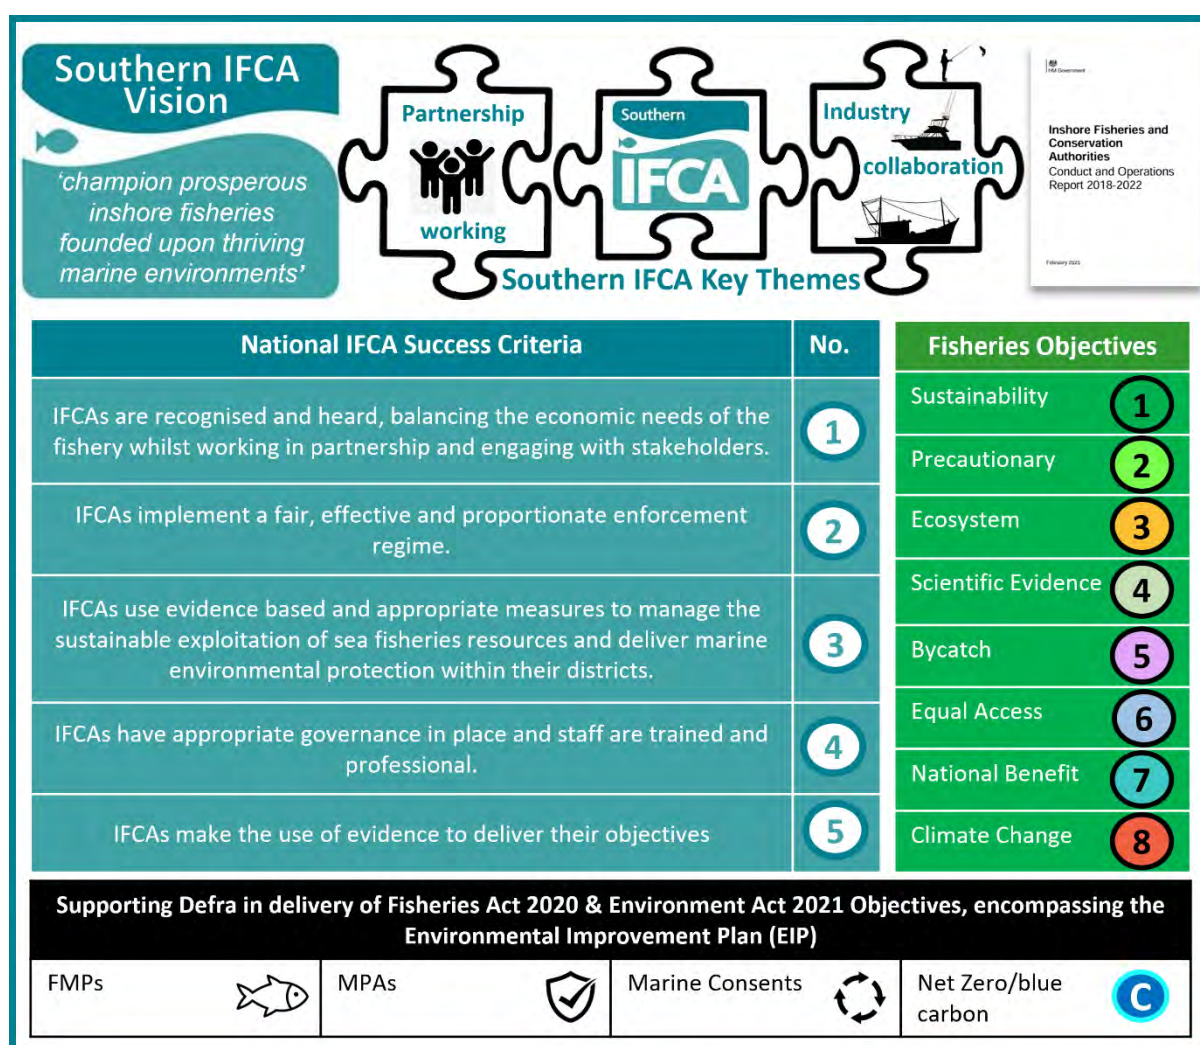 Southern IFCA
Vision
'champion prosperous
inshore fisheries
founded upon thriving
marine environments'
Partnership
working
Southern
IFCA
Industry
collaboration
Southern IFCA Key Themes
HM Government
Inshore Fisheries and
Conservation
Authorities
Conduct and Operations
Report 2018-2022
February 2021
National IFCA Success Criteria
No.
IFCAs are recognised and heard, balancing the economic needs of the
fishery whilst working in partnership and engaging with stakeholders.
1
IFCAs implement a fair, effective and proportionate enforcement
regime.
2
IFCAs use evidence based and appropriate measures to manage the
sustainable exploitation of sea fisheries resources and deliver marine
environmental protection within their districts.
3
IFCAs have appropriate governance in place and staff are trained and
professional.
4
IFCAs make the use of evidence to deliver their objectives
5
Fisheries Objectives
Sustainability 1
Precautionary 2
Ecosystem 3
Scientific Evidence 4
Bycatch 5
Equal Access 6
National Benefit 7
Climate Change 8
Supporting Defra in delivery of Fisheries Act 2020 & Environment Act 2021 Objectives, encompassing the
Environmental Improvement Plan (EIP)
FMPs
MPAs
Marine Consents
Net Zero/blue
carbon
C